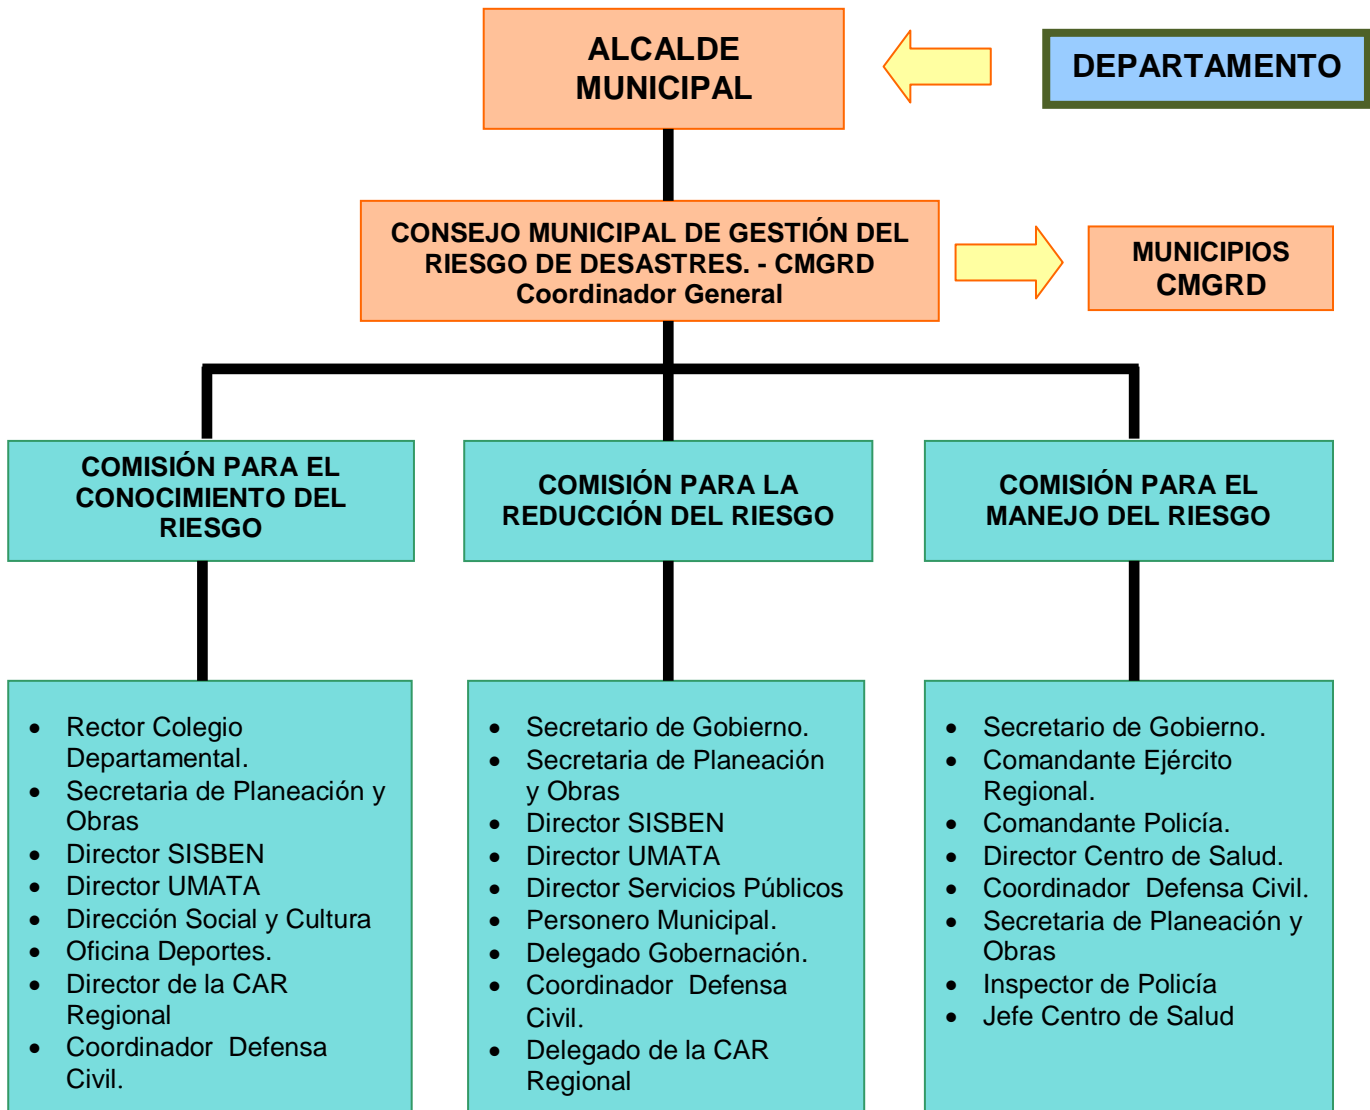 ALCALDE
MUNICIPAL
DEPARTAMENTO
CONSEJO MUNICIPAL DE GESTIÓN DEL
RIESGO DE DESASTRES. - CMGRD
Coordinador General
MUNICIPIOS
CMGRD
COMISIÓN PARA EL
CONOCIMIENTO DEL
RIESGO
COMISIÓN PARA LA
REDUCCIÓN DEL RIESGO
COMISIÓN PARA EL
MANEJO DEL RIESGO
• Rector Colegio
Departamental.
• Secretaria de Planeación y
Obras
• Director SISBEN
• Director UMATA
• Dirección Social y Cultura
• Oficina Deportes.
• Director de la CAR
Regional
• Coordinador  Defensa
Civil.
• Secretario de Gobierno.
• Secretaria de Planeación
y Obras
• Director SISBEN
• Director UMATA
• Director Servicios Públicos
• Personero Municipal.
• Delegado Gobernación.
• Coordinador  Defensa
Civil.
• Delegado de la CAR
Regional
• Secretario de Gobierno.
• Comandante Ejército
Regional.
• Comandante Policía.
• Director Centro de Salud.
• Coordinador  Defensa Civil.
• Secretaria de Planeación y
Obras
• Inspector de Policía
• Jefe Centro de Salud